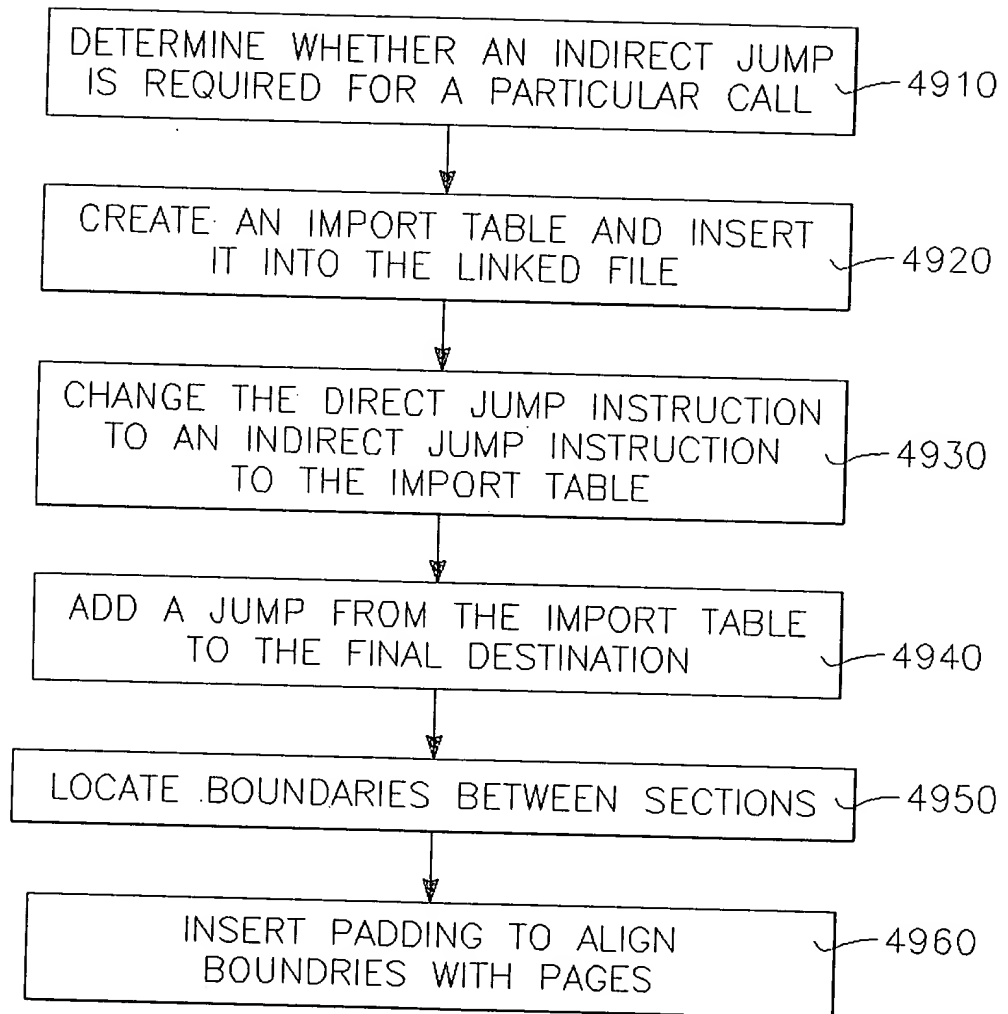 DETERMINE WHETHER AN INDIRECT JUMP
IS REQUIRED FOR A PARTICULAR CALL
4910
CREATE AN IMPORT TABLE AND INSERT
IT INTO THE LINKED FILE
4920
CHANGE THE DIRECT JUMP INSTRUCTION
TO AN INDIRECT JUMP INSTRUCTION
TO THE IMPORT TABLE
4930
ADD A JUMP FROM THE IMPORT TABLE
TO THE FINAL DESTINATION
4940
LOCATE BOUNDARIES BETWEEN SECTIONS
4950
INSERT PADDING TO ALIGN
BOUNDRIES WITH PAGES
4960